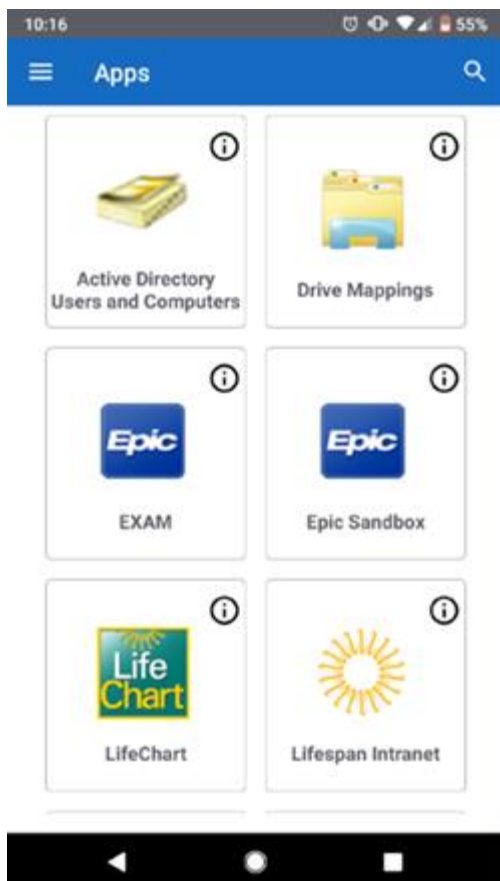 10:16
55%
Apps
Active Directory
Users and Computers
Drive Mappings
Epic
EXAM
Epic
Epic Sandbox
Life
Chart
LifeChart
Lifespan Intranet